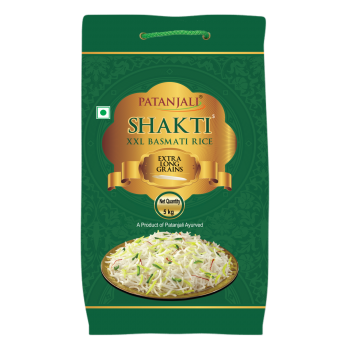 PATANJALI®
SHAKTI
XXL BASMATI RICE
EXTRA
LONG
GRAINS
Net Quantity
5 kg
A Product of Patanjali Ayurved